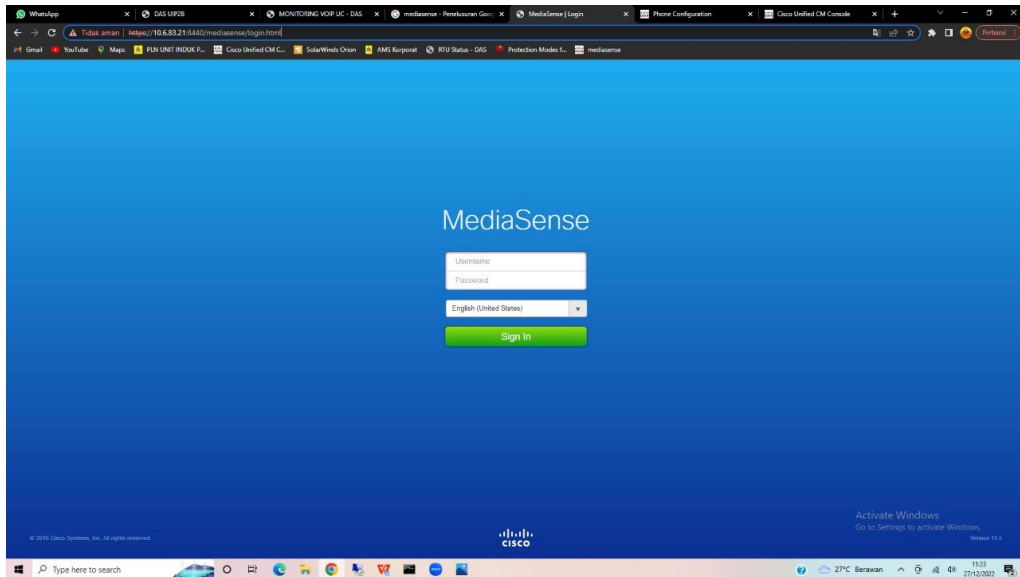 WhatsApp
DAS UIP2B
MONITORING VOIP UC - DAS
mediasense - Penelusuran Goog
MediaSense | Login
Phone Configuration
Cisco Unified CM Console
Tidak aman | https://10.6.83.21:8440/mediasense/login.html
Perbarui
Gmail
YouTube
Maps
PLN UNIT INDUK P...
Cisco Unified CM C...
SolarWinds Orion
AMS Korporat
RTU Status - DAS
Protection Modes f...
mediasense
MediaSense
Username
Password
English (United States)
Sign In
Activate Windows
Go to Settings to activate Windows.
© 2016 Cisco Systems, Inc. All rights reserved.
CISCO
Version 11.5
Type here to search
27°C Berawan
11:23
27/12/2022